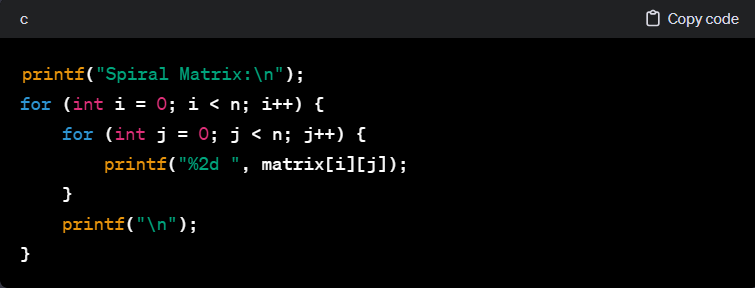 c
Copy code
printf("Spiral Matrix:\n");
for (int i = 0; i < n; i++) {
    for (int j = 0; j < n; j++) {
        printf("%2d ", matrix[i][j]);
    }
    printf("\n");
}